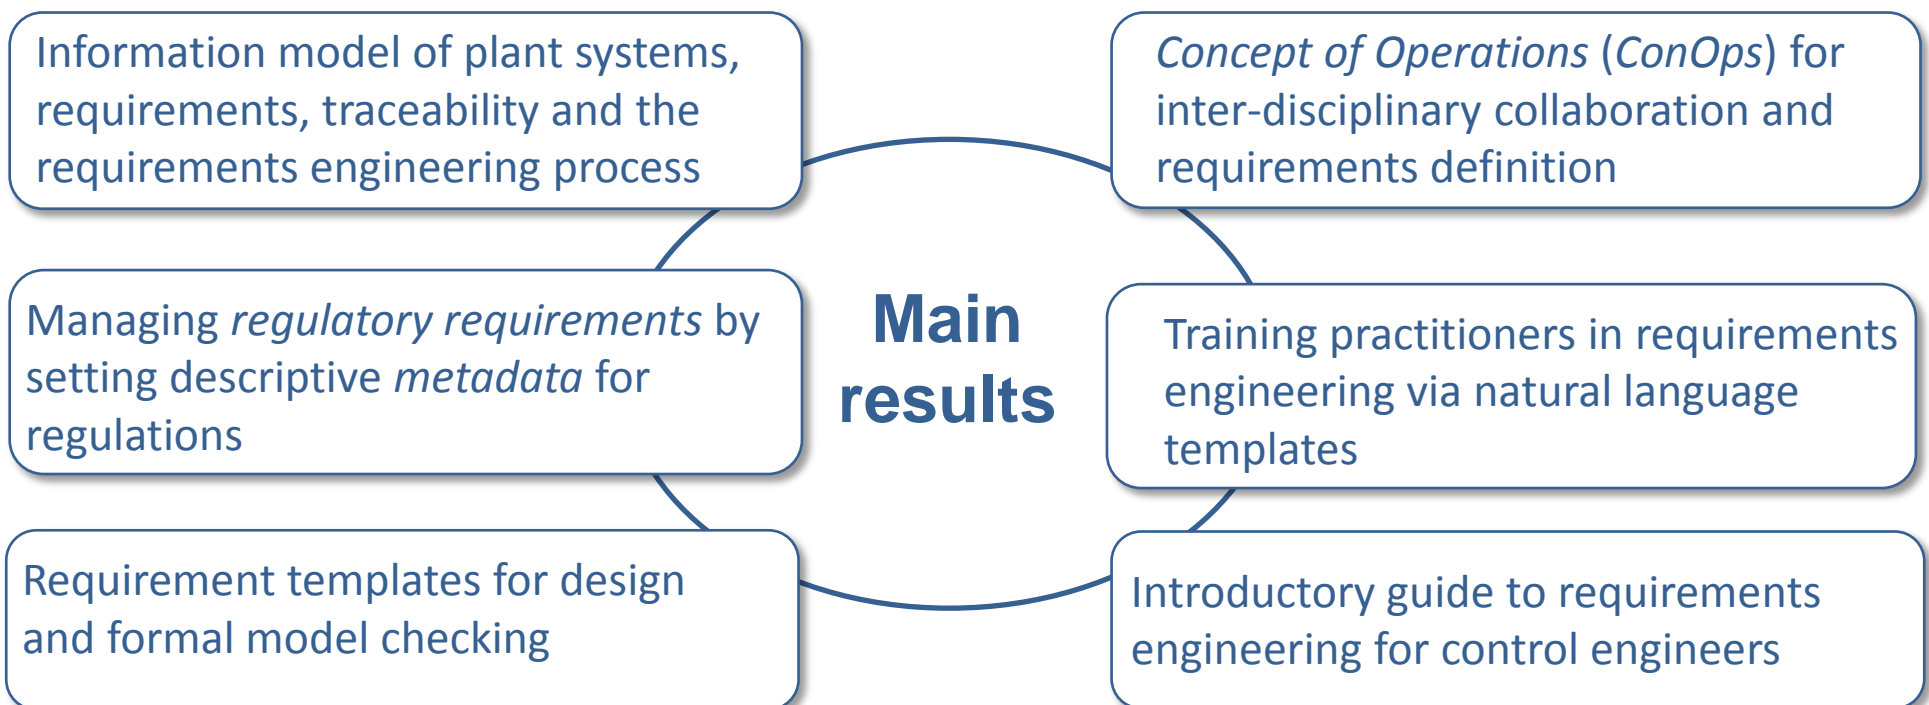 Information model of plant systems,
requirements, traceability and the
requirements engineering process
Concept of Operations (ConOps) for
inter-disciplinary collaboration and
requirements definition
Managing regulatory requirements by
setting descriptive metadata for
regulations
Main
results
Training practitioners in requirements
engineering via natural language
templates
Requirement templates for design
and formal model checking
Introductory guide to requirements
engineering for control engineers